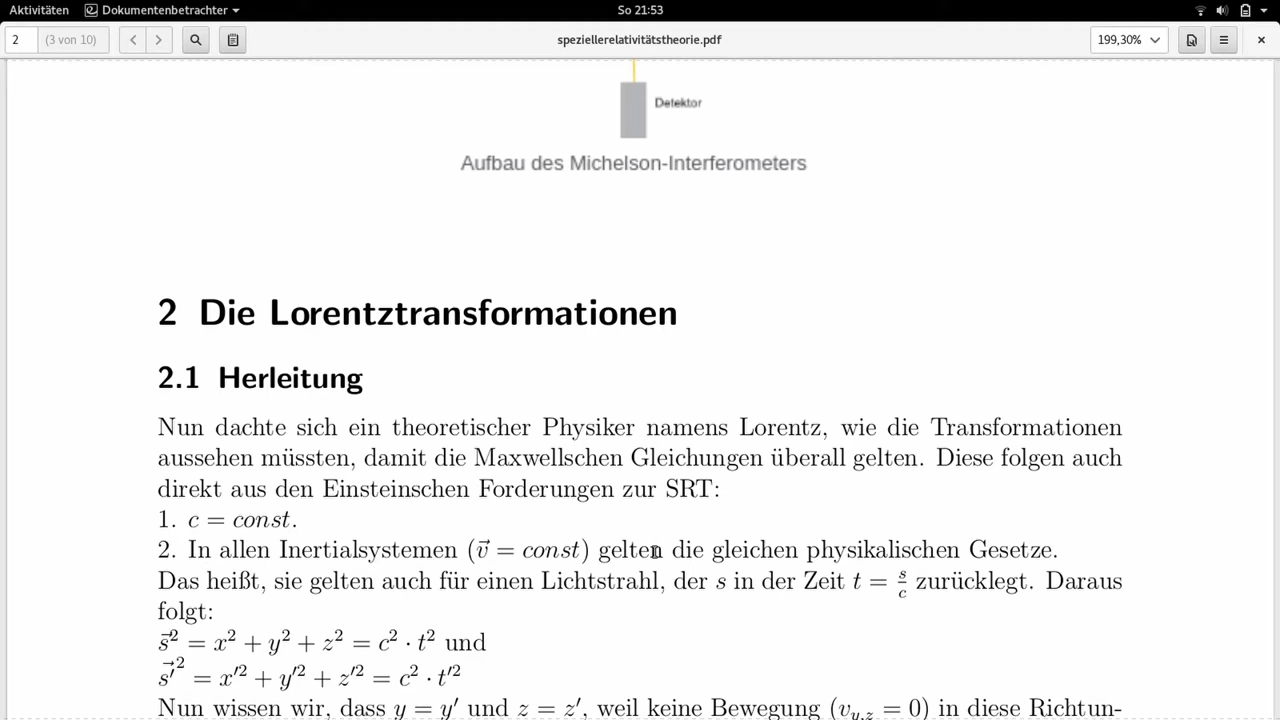 Aktivitäten Dokumentenbetrachter So 21:53
2 (3 von 10) speziellerelativitätstheorie.pdf 199,30%
Detektor
Aufbau des Michelson-Interferometers
2 Die Lorentztransformationen
2.1 Herleitung
Nun dachte sich ein theoretischer Physiker namens Lorentz, wie die Transformationen
aussehen müssten, damit die Maxwellschen Gleichungen überall gelten. Diese folgen auch
direkt aus den Einsteinschen Forderungen zur SRT:
1. c = const.
2. In allen Inertialsystemen (v⃗ = const) gelten die gleichen physikalischen Gesetze.
Das heißt, sie gelten auch für einen Lichtstrahl, der s in der Zeit t = s/c zurücklegt. Daraus
folgt:
s⃗² = x² + y² + z² = c² · t² und
s⃗′² = x′² + y′² + z′² = c² · t′²
Nun wissen wir, dass y = y′ und z = z′, weil keine Bewegung (v_{y,z} = 0) in diese Richtun-